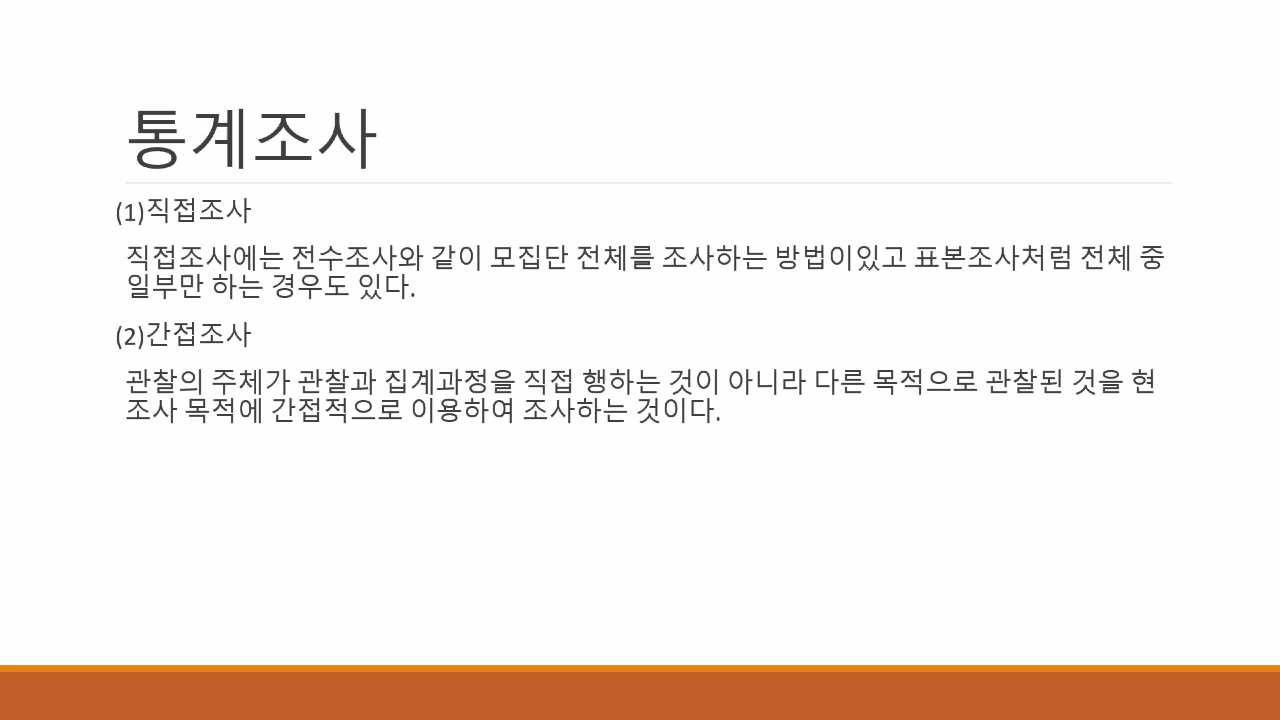 통계조사
(1)직접조사
직접조사에는 전수조사와 같이 모집단 전체를 조사하는 방법이있고 표본조사처럼 전체 중
일부만 하는 경우도 있다.
(2)간접조사
관찰의 주체가 관찰과 집계과정을 직접 행하는 것이 아니라 다른 목적으로 관찰된 것을 현
조사 목적에 간접적으로 이용하여 조사하는 것이다.